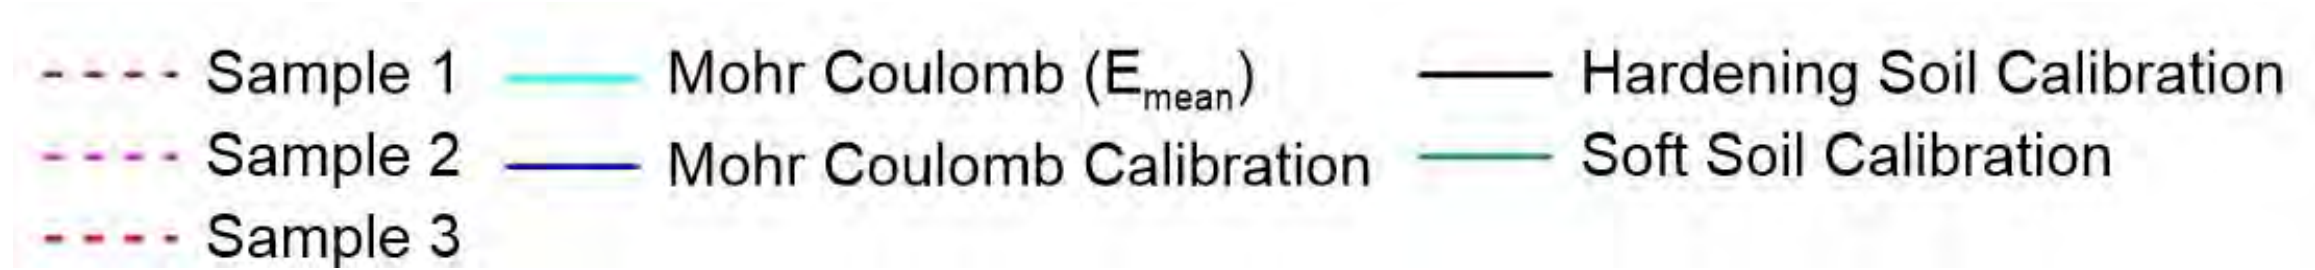 Sample 1
Sample 2
Sample 3
Mohr Coulomb (Emean)
Mohr Coulomb Calibration
Hardening Soil Calibration
Soft Soil Calibration